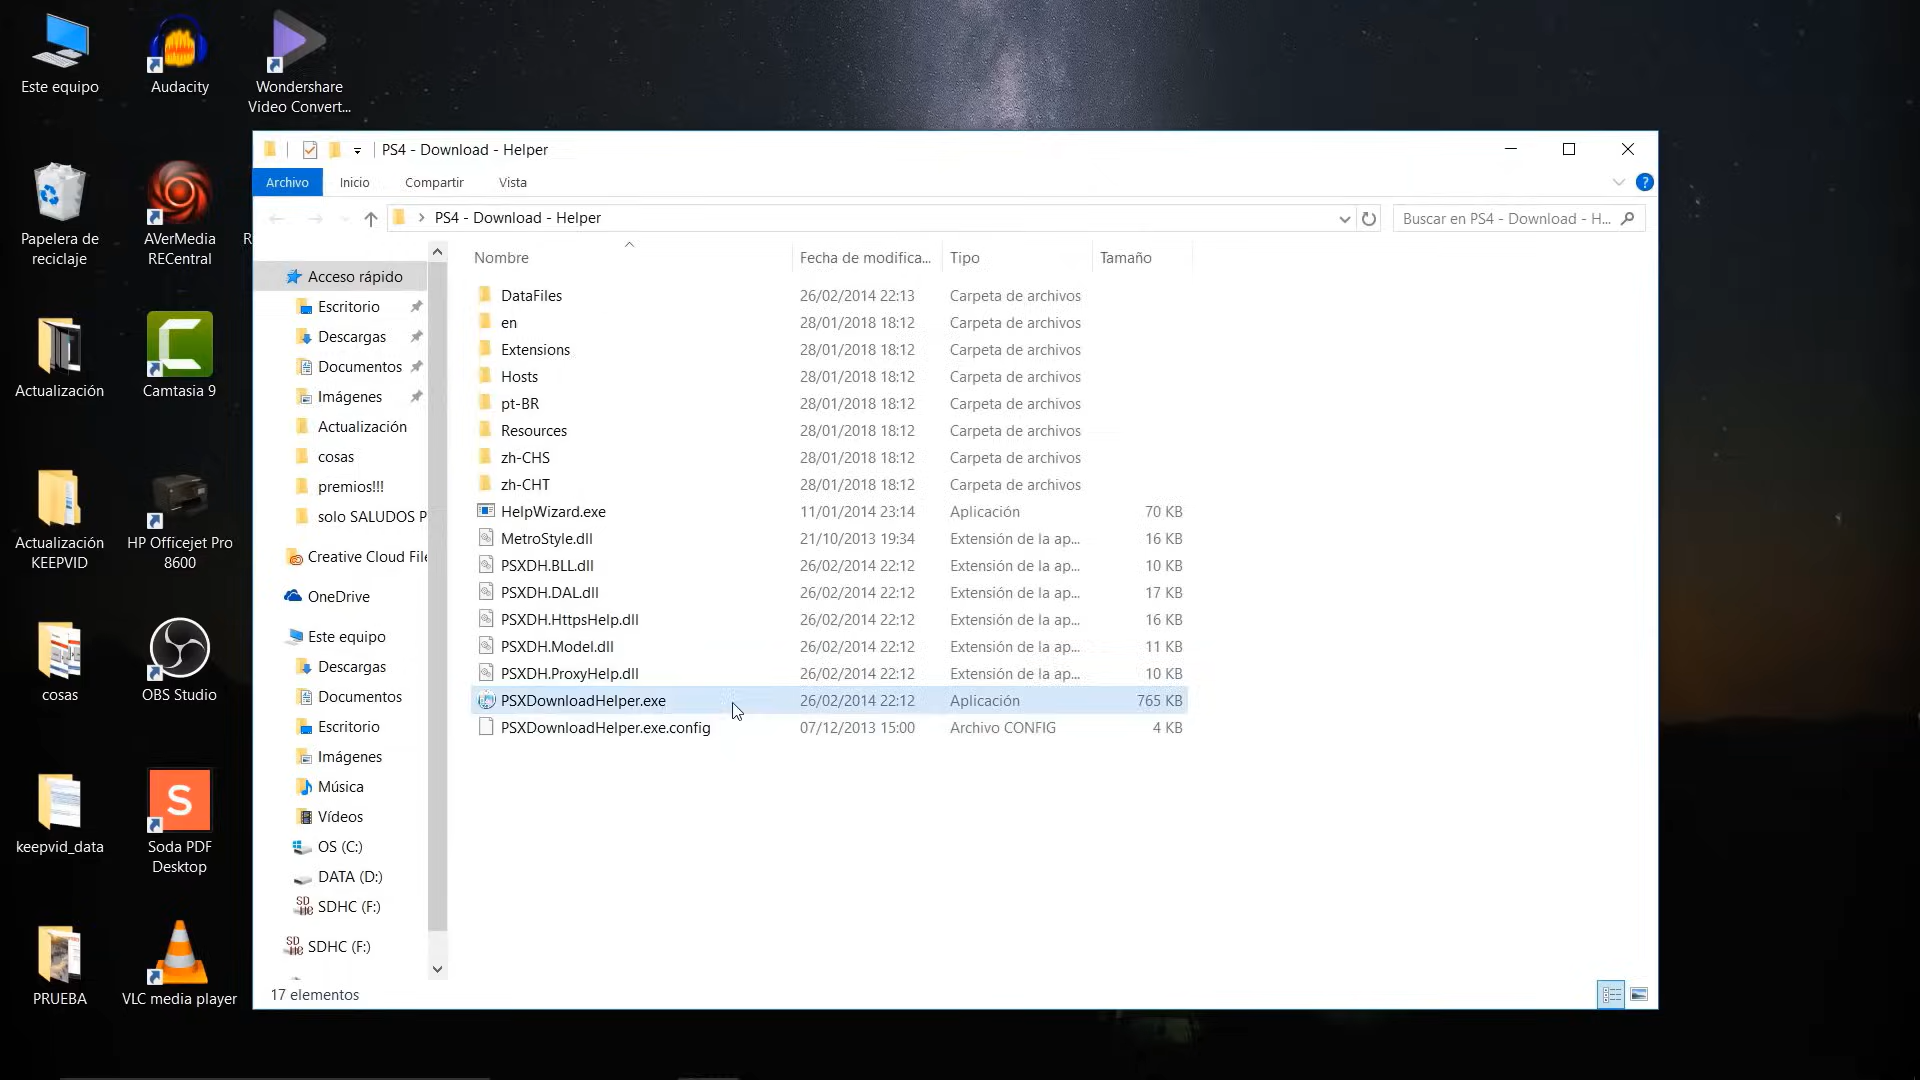 Este equipo
Audacity
Wondershare
Video Convert...
Papelera de
reciclaje
AVerMedia
RECentral
R
Actualización
Camtasia 9
Actualización
KEEPVID
HP Officejet Pro
8600
cosas
OBS Studio
keepvid_data
Soda PDF
Desktop
PRUEBA
VLC media player
PS4 - Download - Helper
Archivo
Inicio
Compartir
Vista
?
PS4 - Download - Helper
Buscar en PS4 - Download - H...
Acceso rápido
Escritorio
Descargas
Documentos
Imágenes
Actualización
cosas
premios!!!
solo SALUDOS P
Creative Cloud File
OneDrive
Este equipo
Descargas
Documentos
Escritorio
Imágenes
Música
Vídeos
OS (C:)
DATA (D:)
SDHC (F:)
SDHC (F:)
Nombre Fecha de modifica... Tipo Tamaño
DataFiles 26/02/2014 22:13 Carpeta de archivos
en 28/01/2018 18:12 Carpeta de archivos
Extensions 28/01/2018 18:12 Carpeta de archivos
Hosts 28/01/2018 18:12 Carpeta de archivos
pt-BR 28/01/2018 18:12 Carpeta de archivos
Resources 28/01/2018 18:12 Carpeta de archivos
zh-CHS 28/01/2018 18:12 Carpeta de archivos
zh-CHT 28/01/2018 18:12 Carpeta de archivos
HelpWizard.exe 11/01/2014 23:14 Aplicación 70 KB
MetroStyle.dll 21/10/2013 19:34 Extensión de la ap... 16 KB
PSXDH.BLL.dll 26/02/2014 22:12 Extensión de la ap... 10 KB
PSXDH.DAL.dll 26/02/2014 22:12 Extensión de la ap... 17 KB
PSXDH.HttpsHelp.dll 26/02/2014 22:12 Extensión de la ap... 16 KB
PSXDH.Model.dll 26/02/2014 22:12 Extensión de la ap... 11 KB
PSXDH.ProxyHelp.dll 26/02/2014 22:12 Extensión de la ap... 10 KB
PSXDownloadHelper.exe 26/02/2014 22:12 Aplicación 765 KB
PSXDownloadHelper.exe.config 07/12/2013 15:00 Archivo CONFIG 4 KB
17 elementos